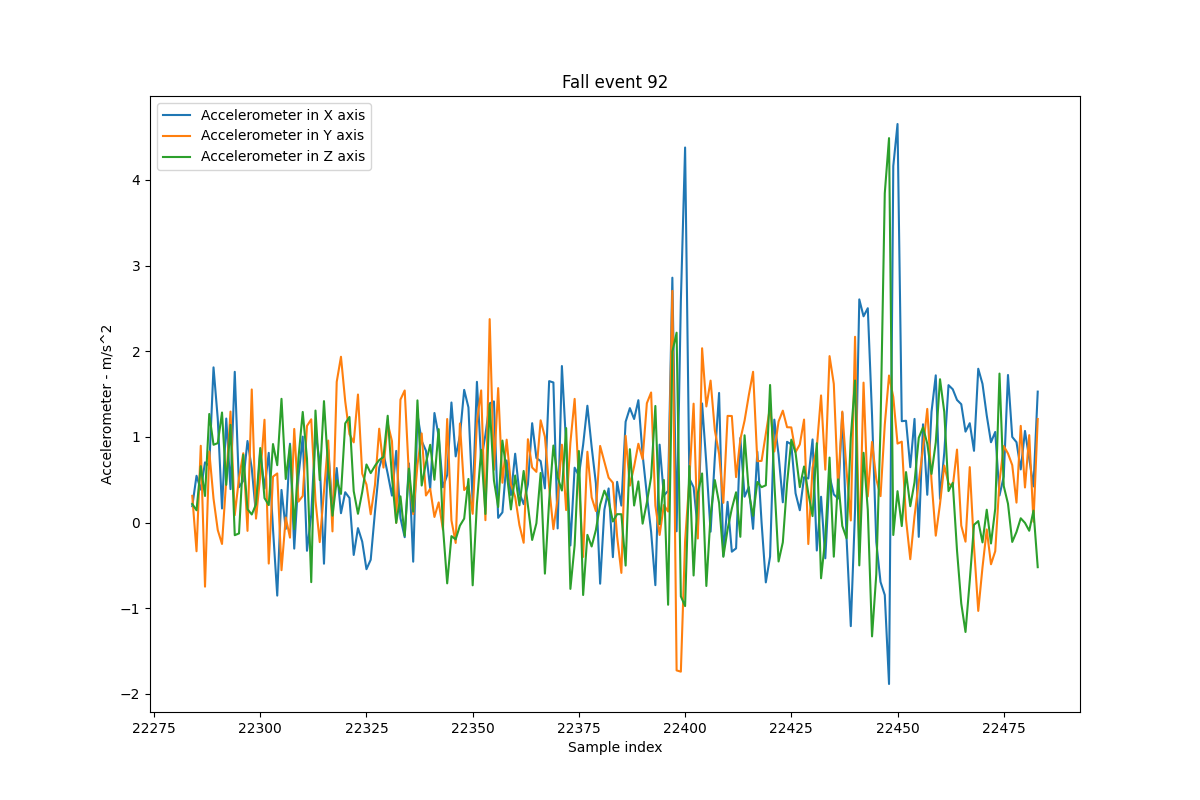 Fall event 92
Accelerometer in X axis
Accelerometer in Y axis
Accelerometer in Z axis
Accelerometer - m/s^2
4
3
2
1
0
−1
−2
22275 22300 22325 22350 22375 22400 22425 22450 22475
Sample index